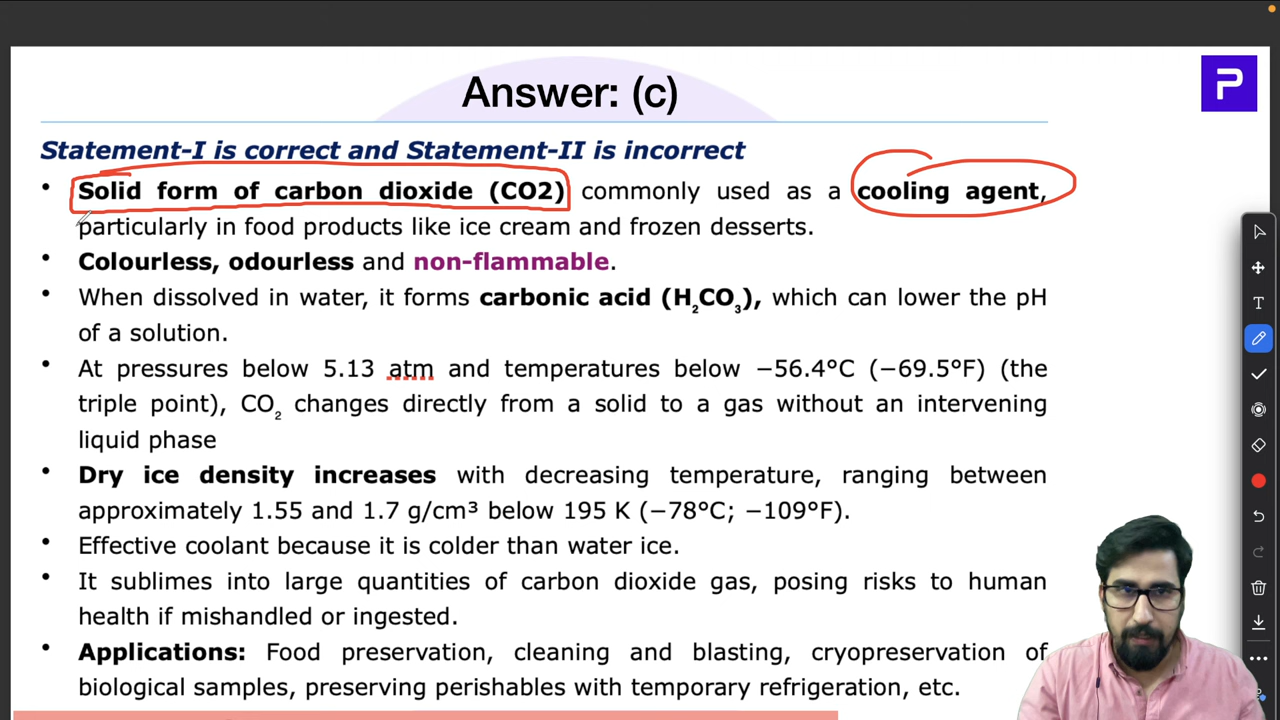 Answer: (c)
P
Statement-I is correct and Statement-II is incorrect
• Solid form of carbon dioxide (CO2) commonly used as a cooling agent,
particularly in food products like ice cream and frozen desserts.
• Colourless, odourless and non-flammable.
• When dissolved in water, it forms carbonic acid (H₂CO₃), which can lower the pH
of a solution.
• At pressures below 5.13 atm and temperatures below −56.4°C (−69.5°F) (the
triple point), CO₂ changes directly from a solid to a gas without an intervening
liquid phase
• Dry ice density increases with decreasing temperature, ranging between
approximately 1.55 and 1.7 g/cm³ below 195 K (−78°C; −109°F).
• Effective coolant because it is colder than water ice.
• It sublimes into large quantities of carbon dioxide gas, posing risks to human
health if mishandled or ingested.
• Applications: Food preservation, cleaning and blasting, cryopreservation of
biological samples, preserving perishables with temporary refrigeration, etc.